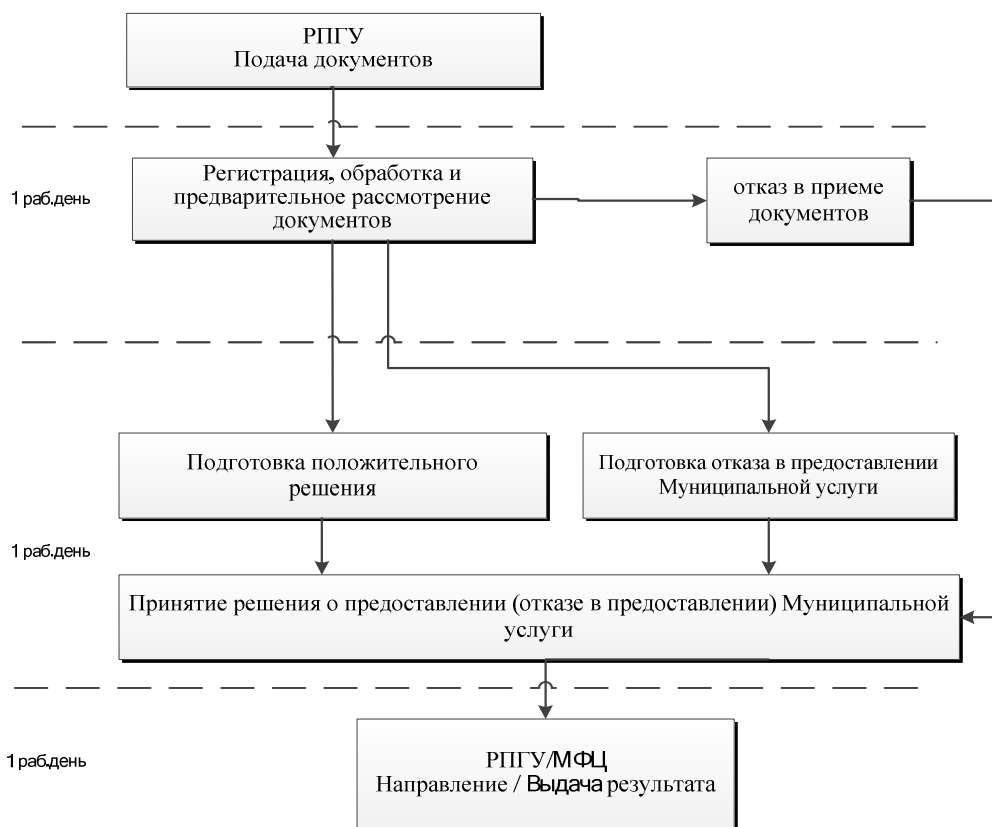 РПГУ
Подача документов
1 раб.день
Регистрация, обработка и
предварительное рассмотрение
документов
отказ в приеме
документов
Подготовка положительного
решения
Подготовка отказа в предоставлении
Муниципальной услуги
1 раб.день
Принятие решения о предоставлении (отказе в предоставлении) Муниципальной
услуги
1 раб.день
РПГУ/МФЦ
Направление / Выдача результата